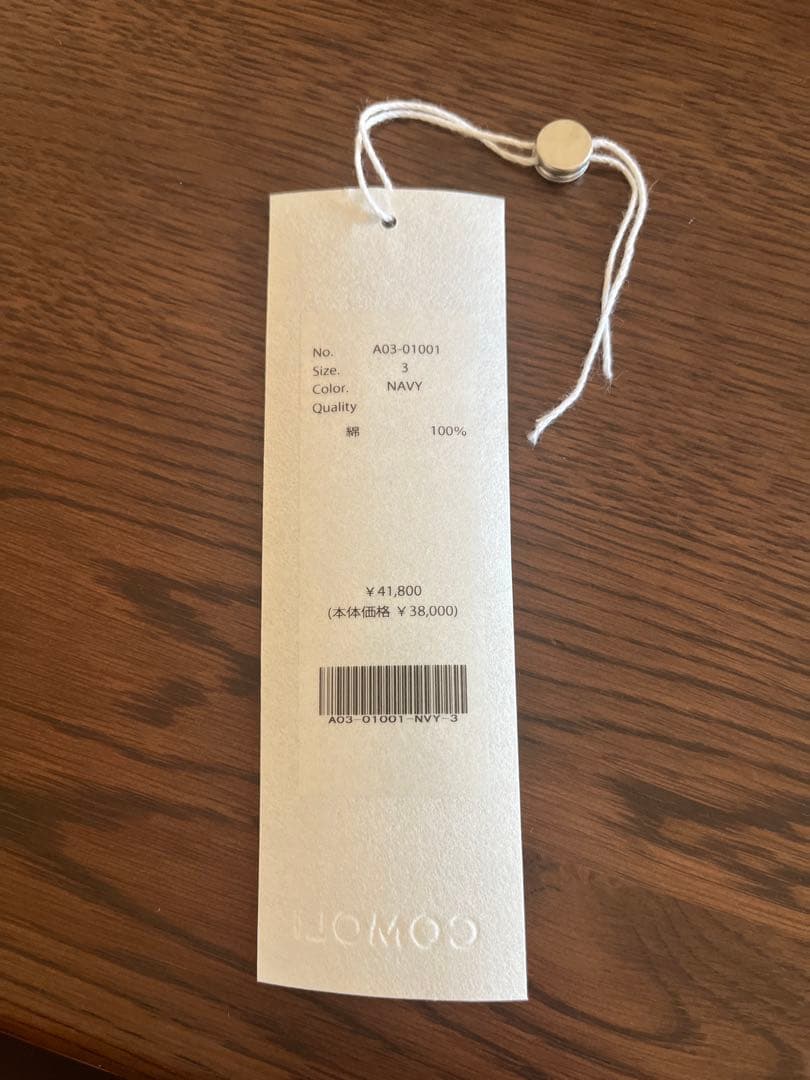 No. A03-01001
Size. 3
Color. NAVY
Quality
綿 100%
￥41,800
(本体価格 ￥38,000)
A03-01001-NVY-3
COMOLI